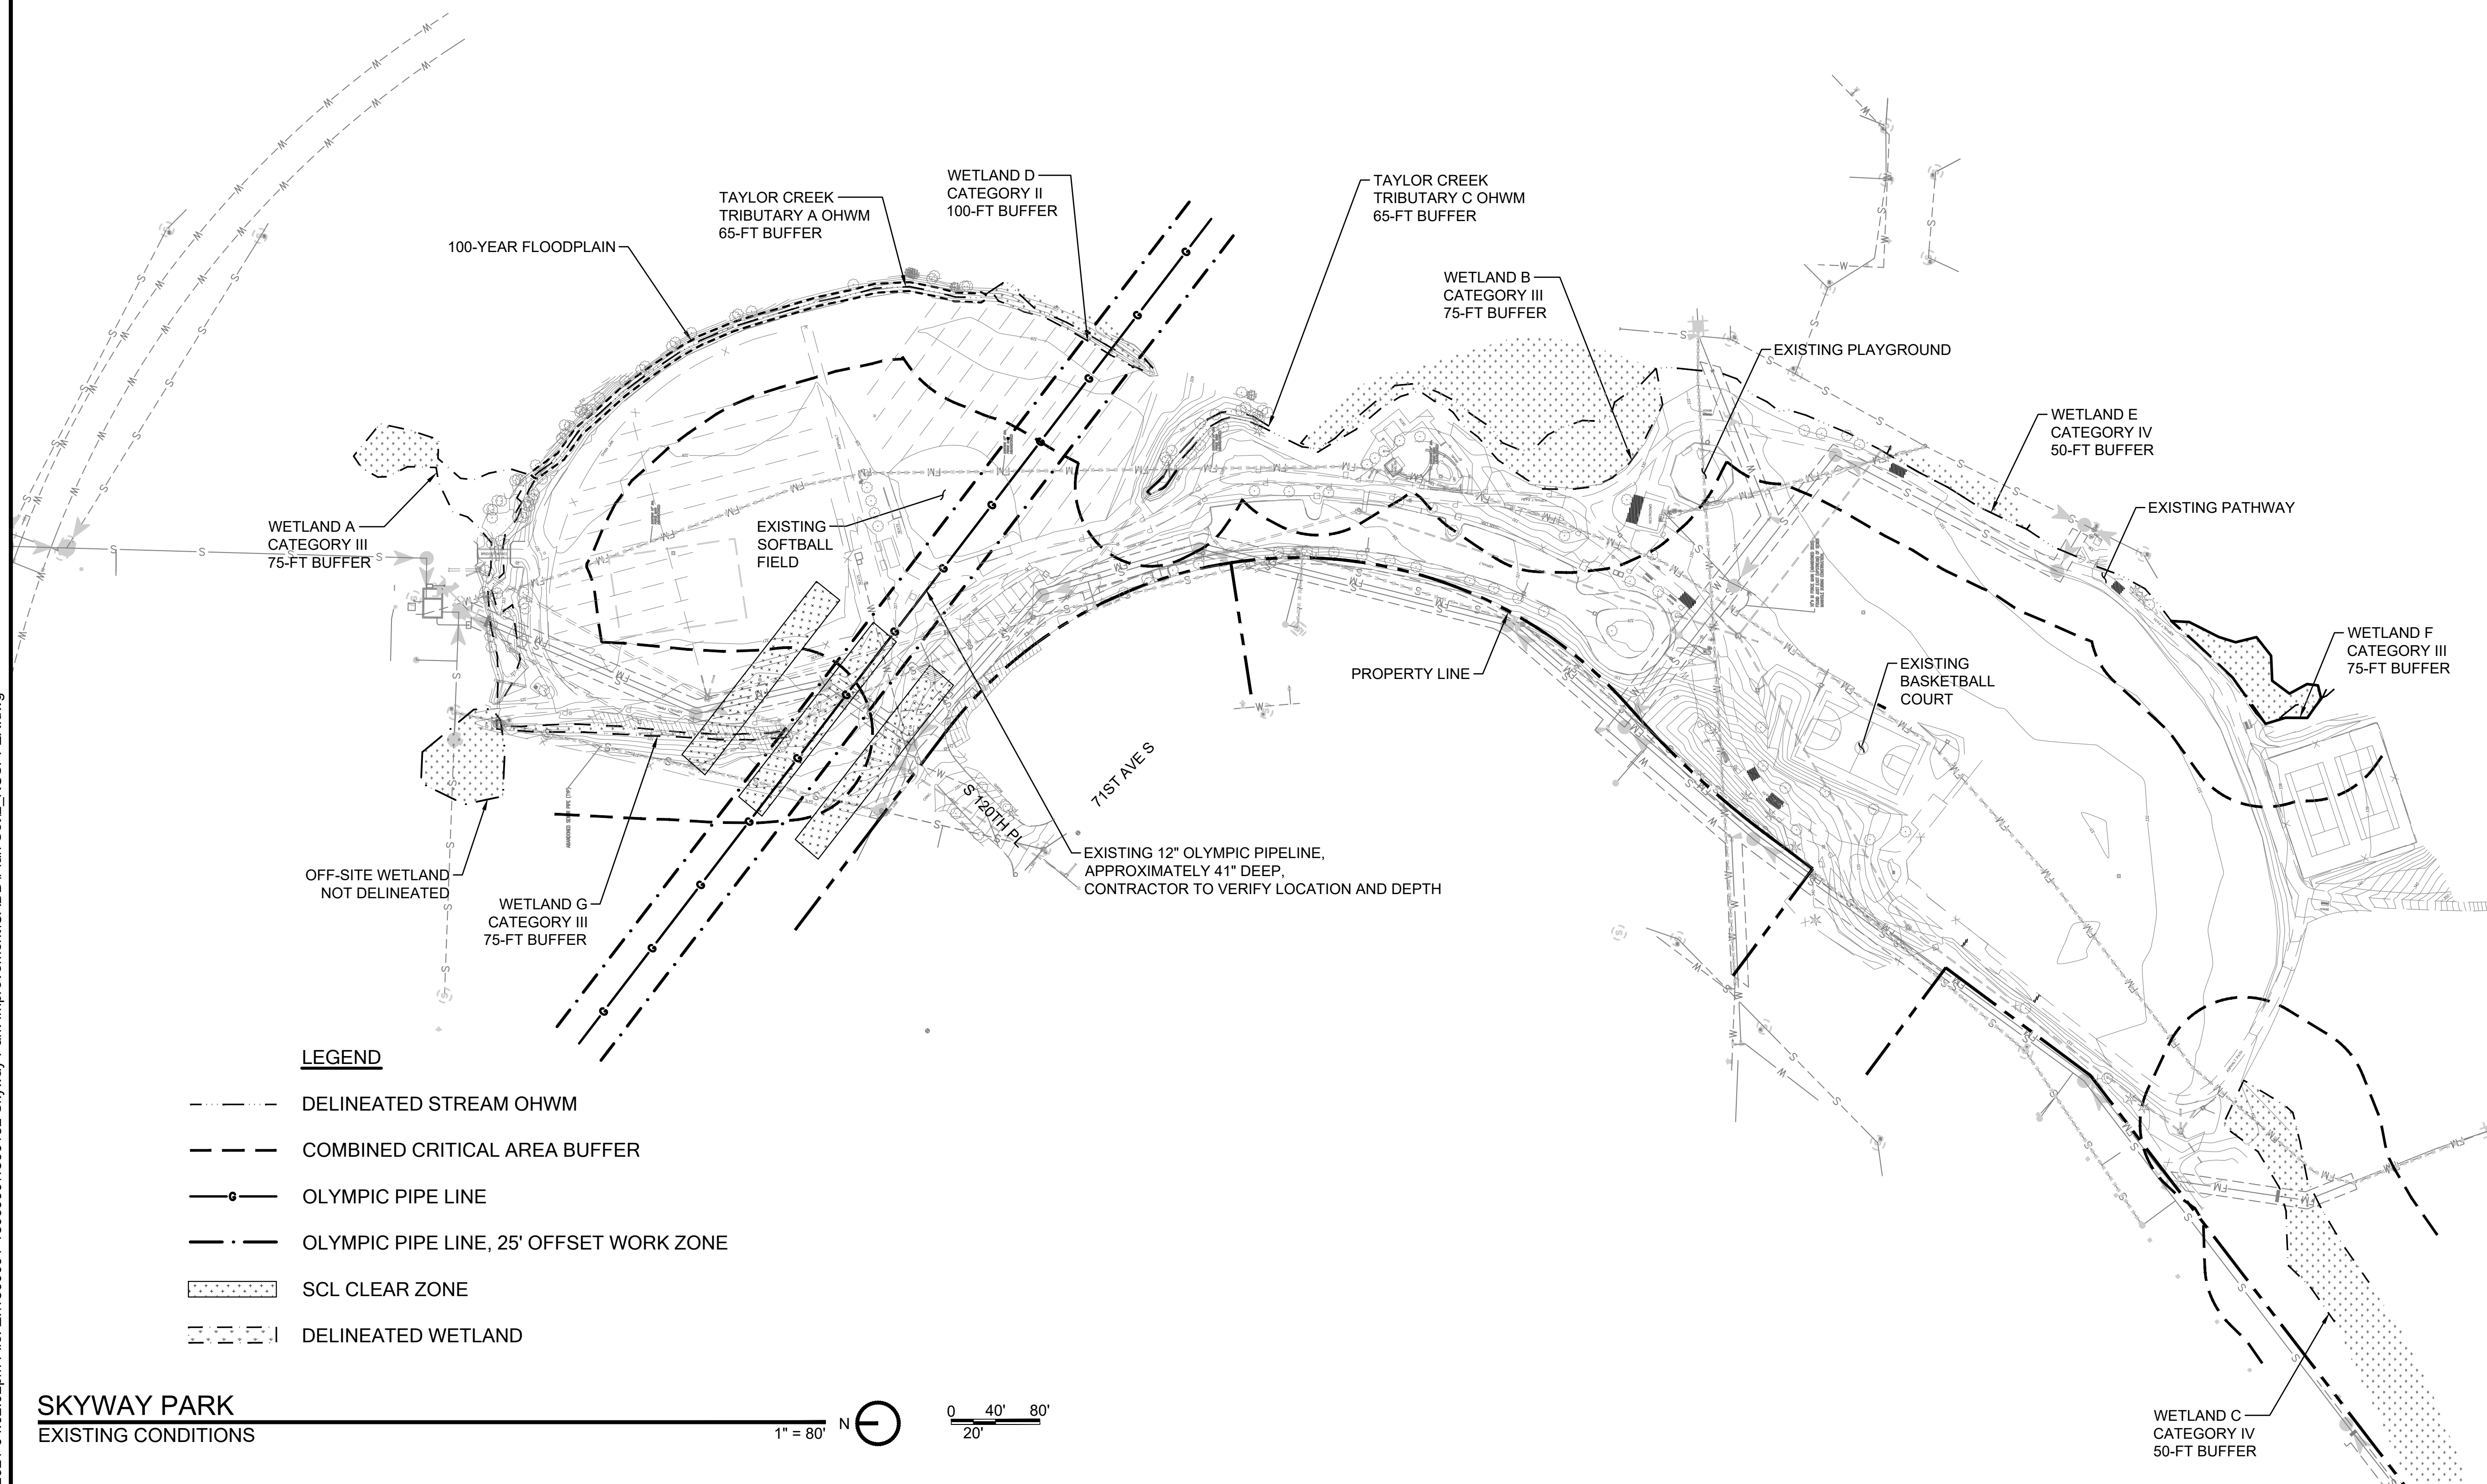 WETLAND D
CATEGORY II
100-FT BUFFER
TAYLOR CREEK
TRIBUTARY A OHWM
65-FT BUFFER
TAYLOR CREEK
TRIBUTARY C OHWM
65-FT BUFFER
100-YEAR FLOODPLAIN
WETLAND B
CATEGORY III
75-FT BUFFER
EXISTING PLAYGROUND
WETLAND E
CATEGORY IV
50-FT BUFFER
EXISTING PATHWAY
WETLAND A
CATEGORY III
75-FT BUFFER
EXISTING
SOFTBALL
FIELD
WETLAND F
CATEGORY III
75-FT BUFFER
PROPERTY LINE
EXISTING
BASKETBALL
COURT
71ST AVE S
S 120TH PL
EXISTING 12" OLYMPIC PIPELINE,
APPROXIMATELY 41" DEEP,
CONTRACTOR TO VERIFY LOCATION AND DEPTH
OFF-SITE WETLAND
NOT DELINEATED
WETLAND G
CATEGORY III
75-FT BUFFER
LEGEND
DELINEATED STREAM OHWM
COMBINED CRITICAL AREA BUFFER
G OLYMPIC PIPE LINE
OLYMPIC PIPE LINE, 25' OFFSET WORK ZONE
SCL CLEAR ZONE
DELINEATED WETLAND
WETLAND C
CATEGORY IV
50-FT BUFFER
SKYWAY PARK
EXISTING CONDITIONS
1" = 80'
N
0 40' 80'
20'